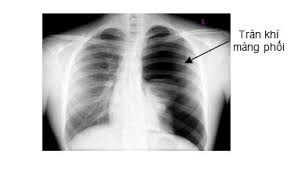 L
Tràn khí
màng phổi